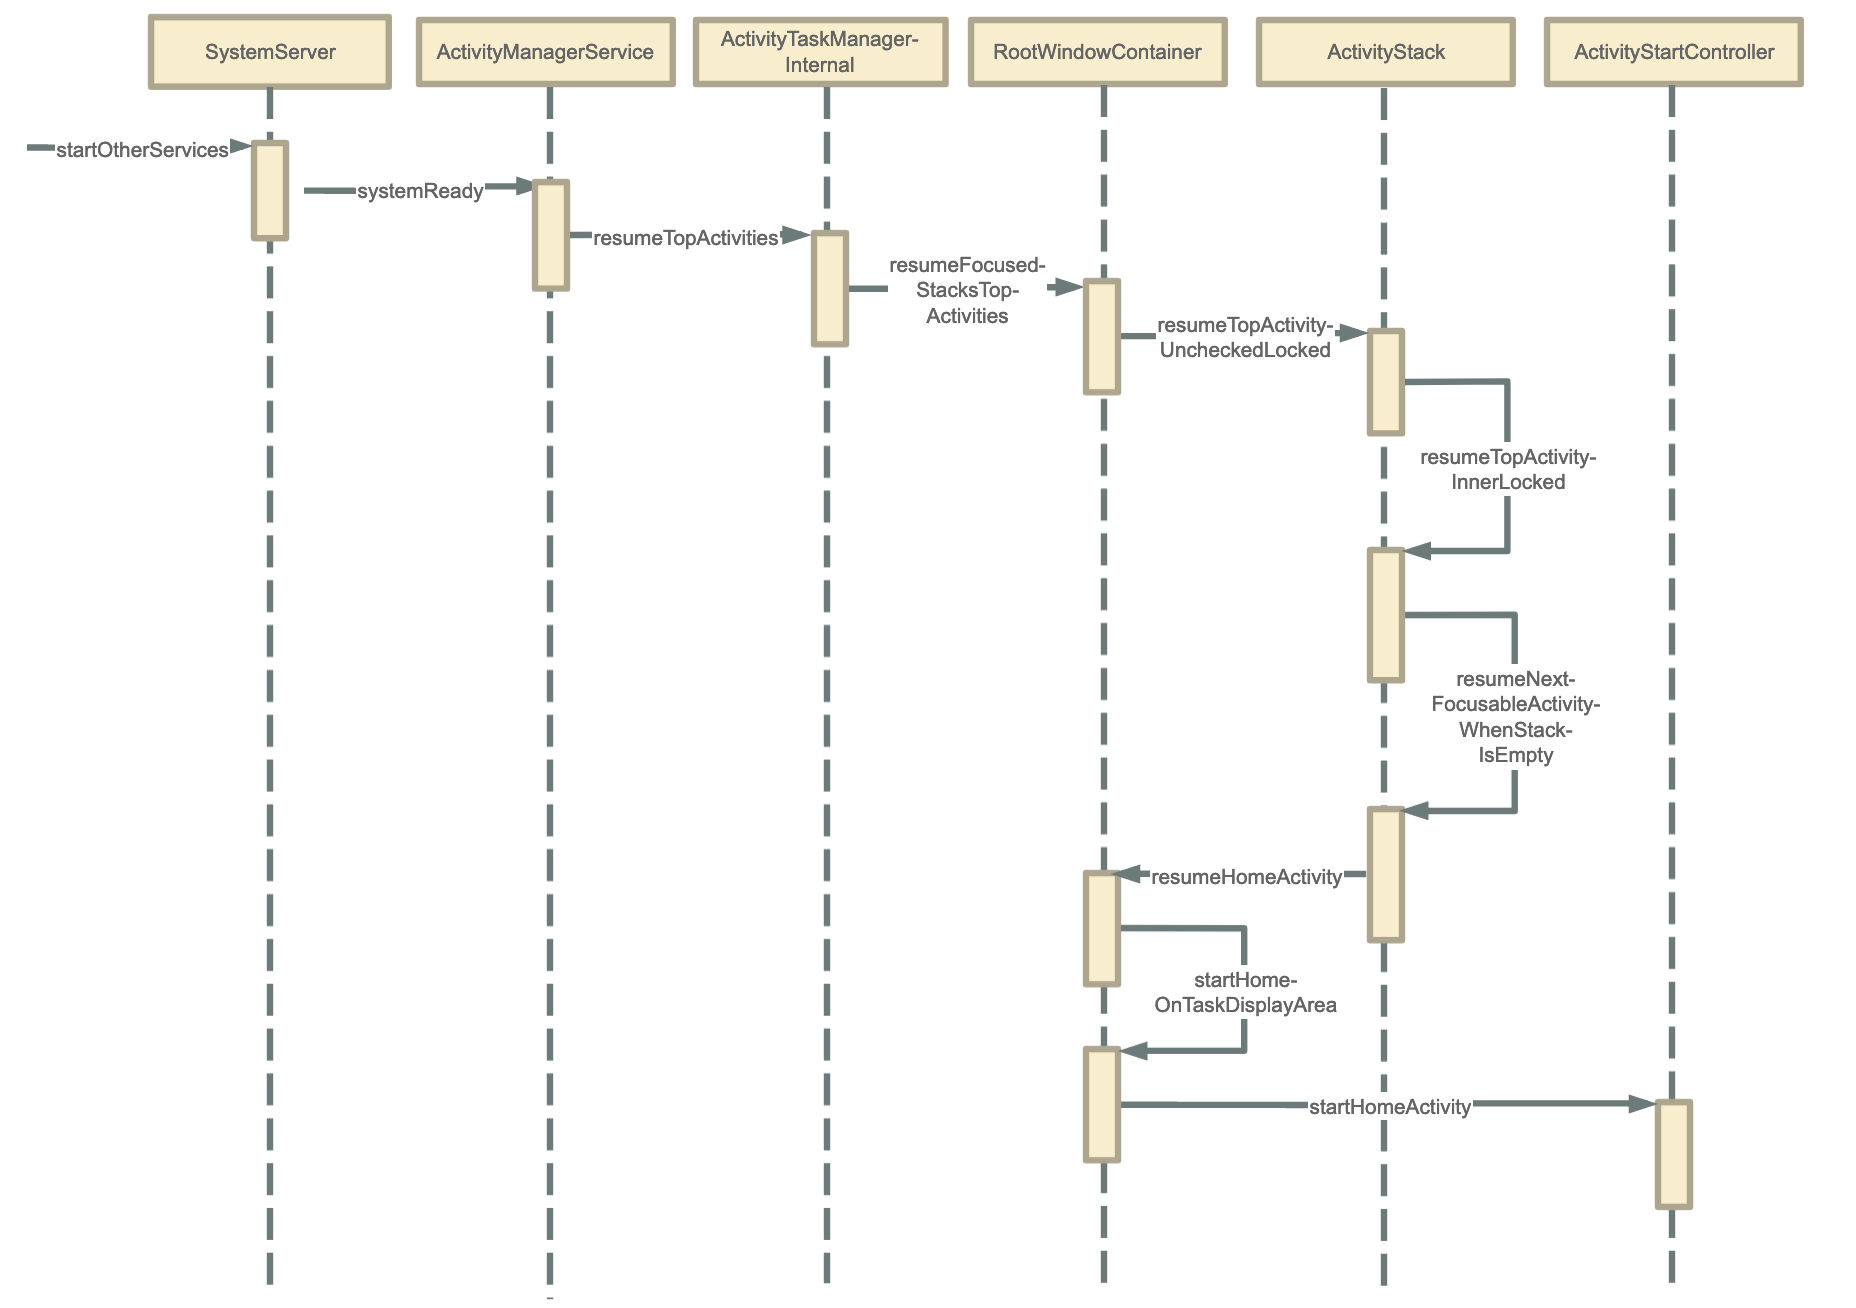 SystemServer
ActivityManagerService
ActivityTaskManager-
Internal
RootWindowContainer
ActivityStack
ActivityStartController
startOtherServices
systemReady
resumeTopActivities
resumeFocused-
StacksTop-
Activities
resumeTopActivity-
UncheckedLocked
resumeTopActivity-
InnerLocked
resumeNext-
FocusableActivity-
WhenStack-
IsEmpty
resumeHomeActivity
startHome-
OnTaskDisplayArea
startHomeActivity